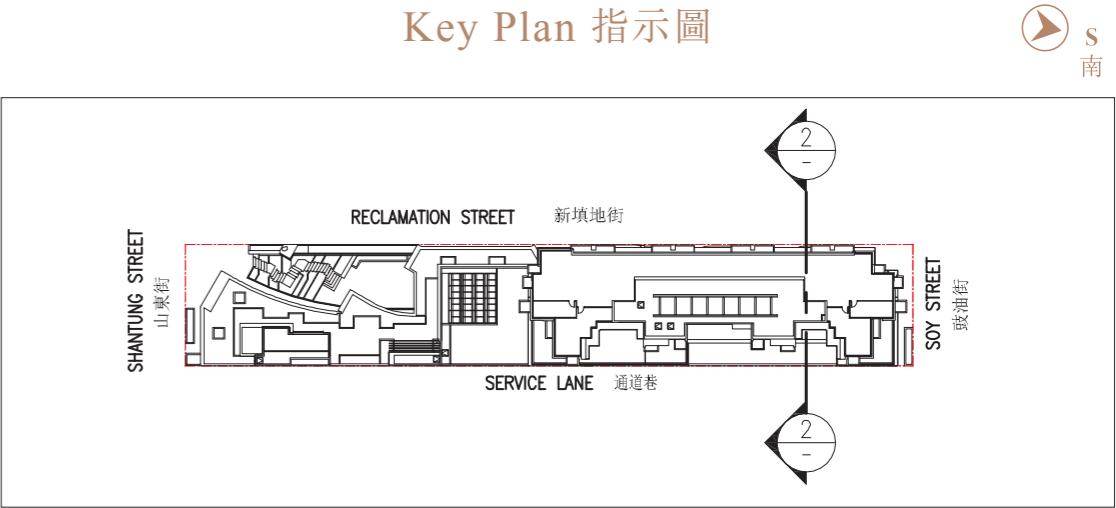 Key Plan 指示圖
S
南
2
-
RECLAMATION STREET 新填地街
SHANTUNG STREET
山東街
SOY STREET
豉油街
SERVICE LANE 通道巷
2
-